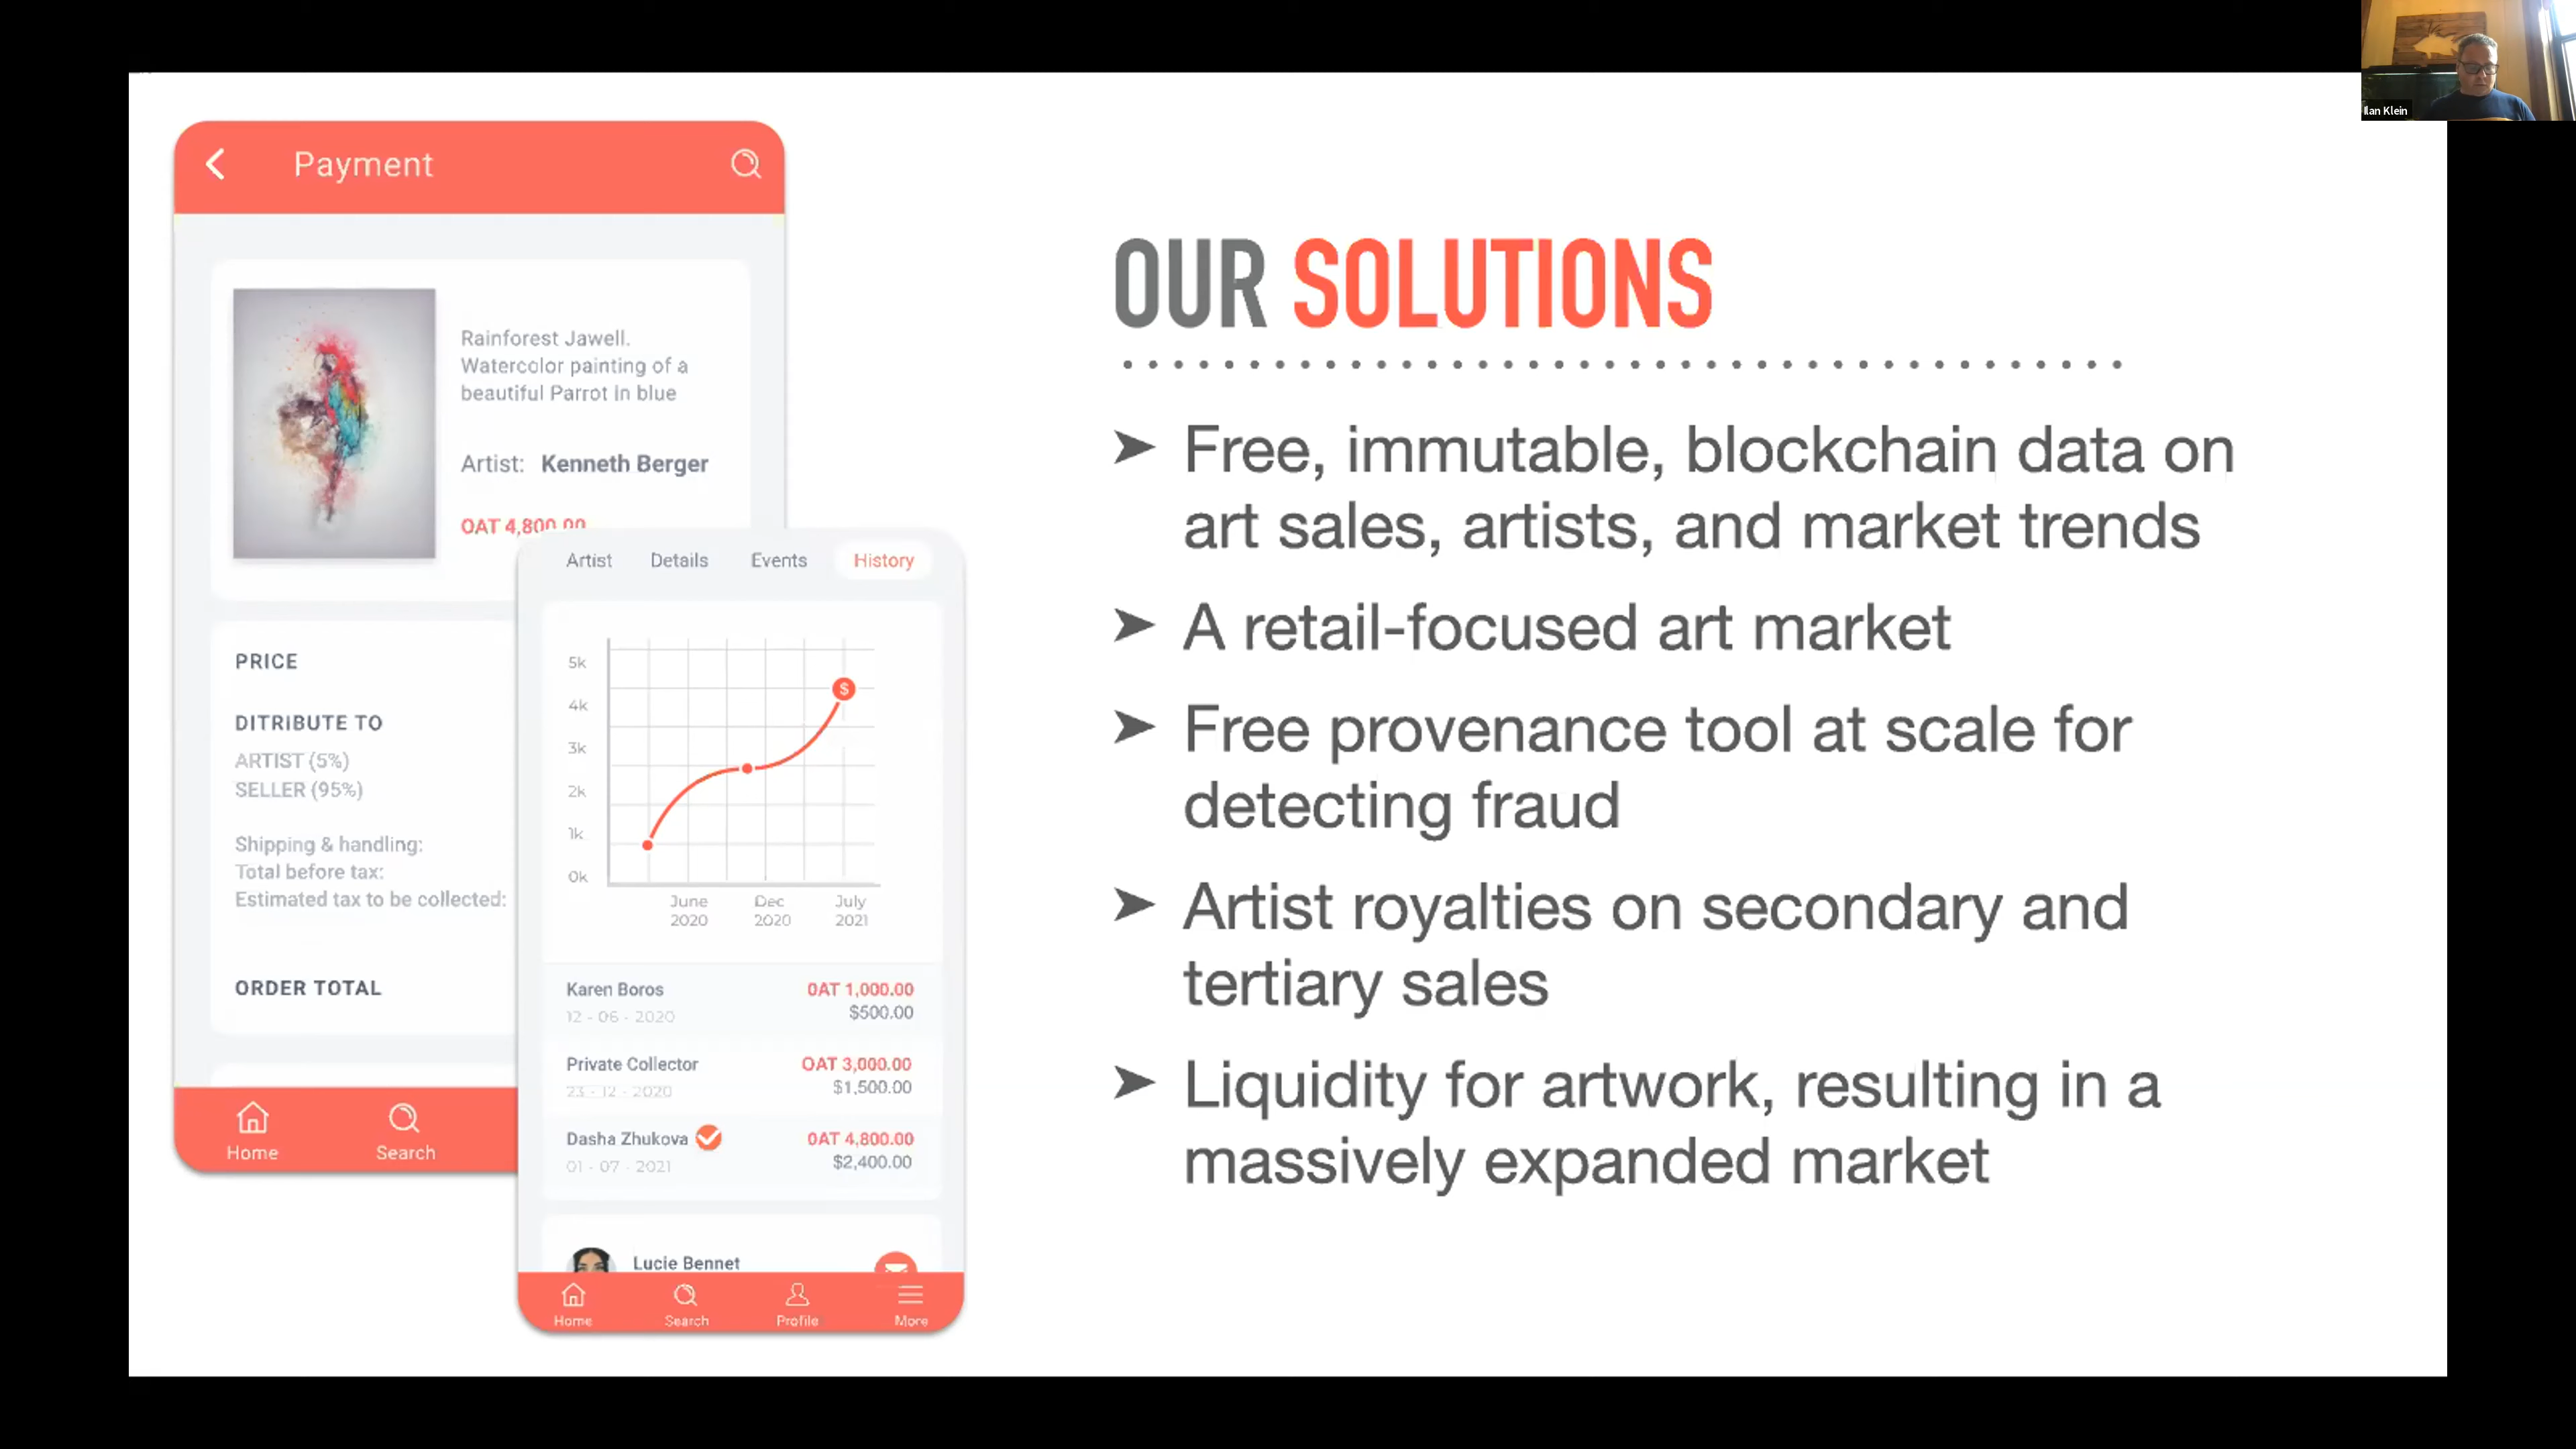 Ilan Klein
Payment
Rainforest Jawell.
Watercolor painting of a
beautiful Parrot in blue
Artist: Kenneth Berger
OAT 4,800.00
PRICE
DITRIBUTE TO
ARTIST (5%)
SELLER (95%)
Shipping & handling:
Total before tax:
Estimated tax to be collected:
ORDER TOTAL
Home Search
Artist Details Events History
5k
4k
3k
2k
1k
0k
$
June Dec July
2020 2020 2021
Karen Boros OAT 1,000.00
12 - 06 - 2020 $500.00
Private Collector OAT 3,000.00
23 - 12 - 2020 $1,500.00
Dasha Zhukova OAT 4,800.00
01 - 07 - 2021 $2,400.00
Lucie Bennet
Home Search Profile More
OUR SOLUTIONS
➤ Free, immutable, blockchain data on
art sales, artists, and market trends
➤ A retail-focused art market
➤ Free provenance tool at scale for
detecting fraud
➤ Artist royalties on secondary and
tertiary sales
➤ Liquidity for artwork, resulting in a
massively expanded market